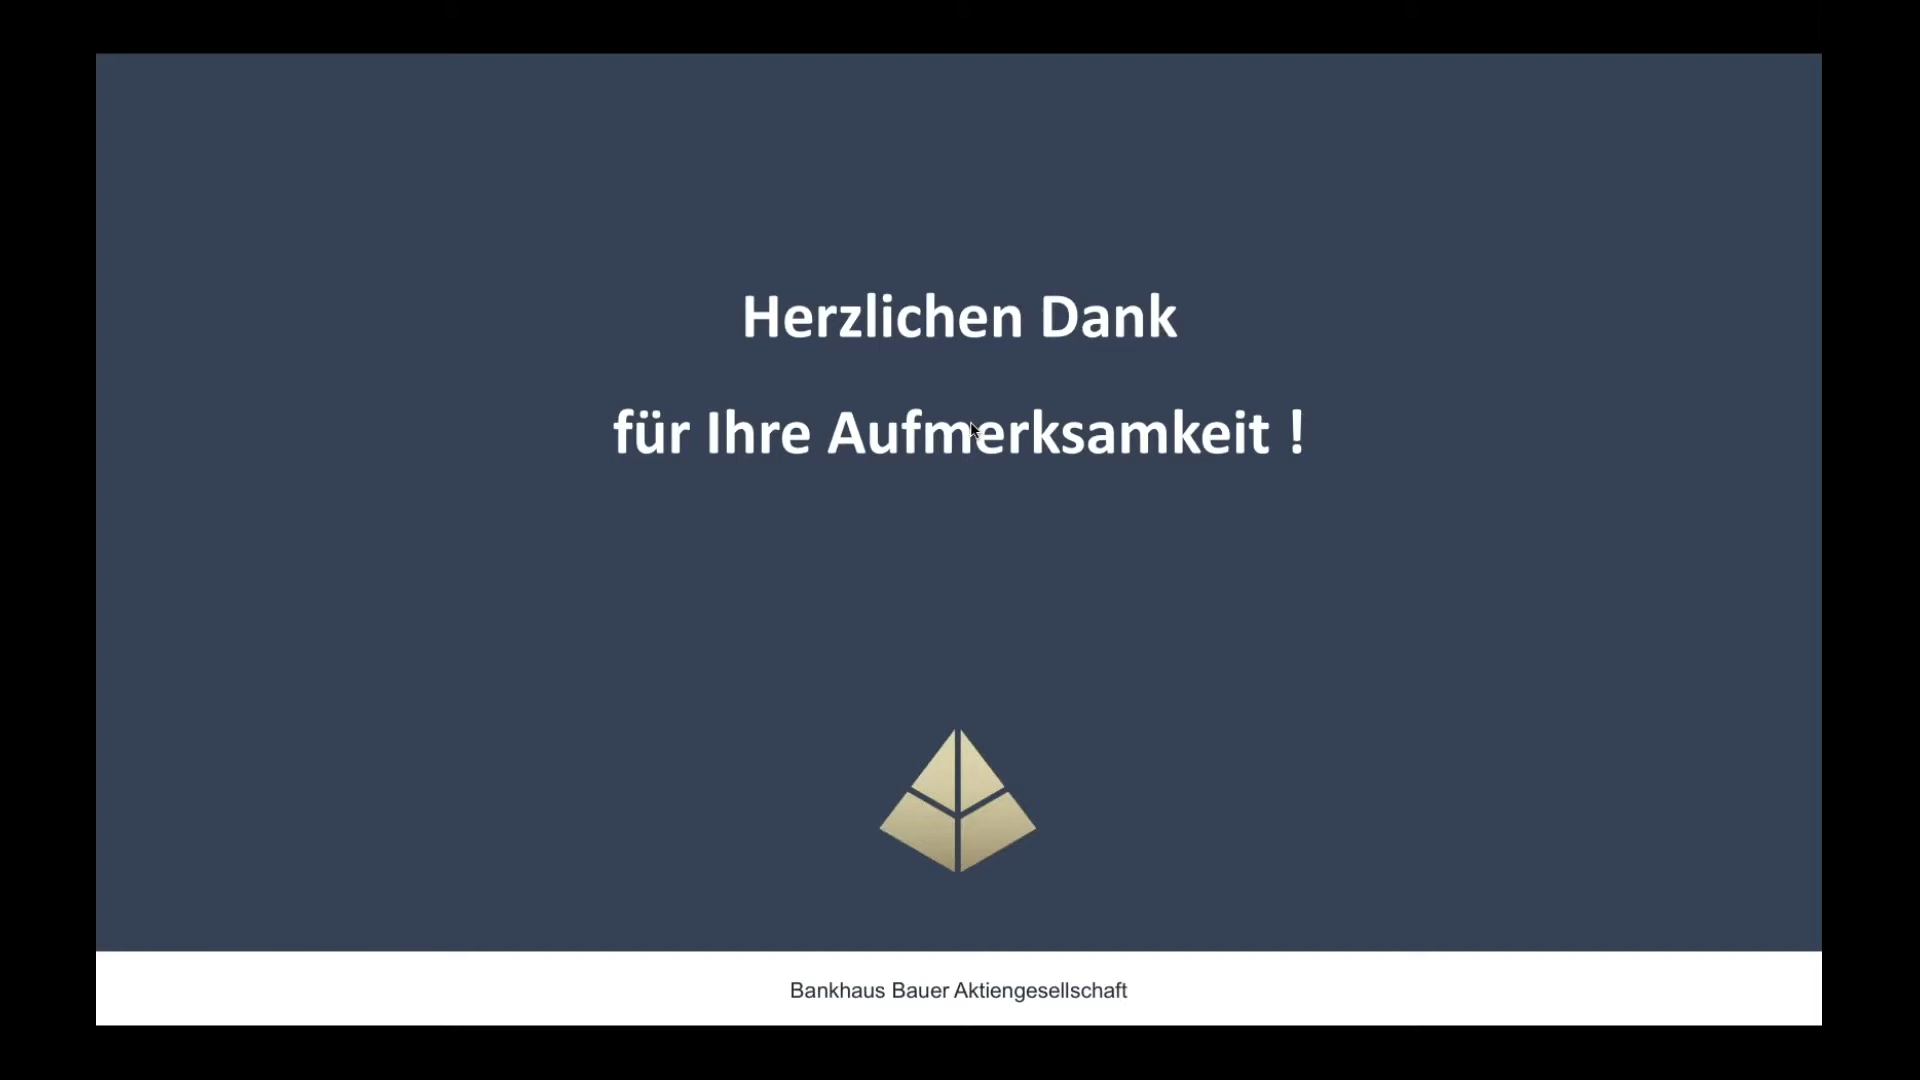 Herzlichen Dank
für Ihre Aufmerksamkeit !
Bankhaus Bauer Aktiengesellschaft